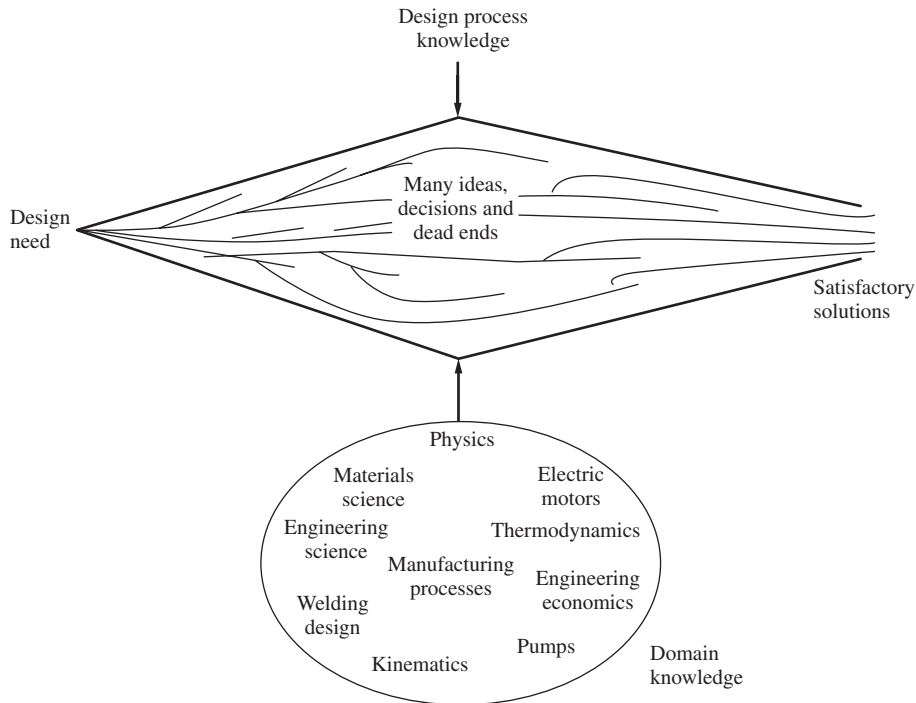 Design process
knowledge
Many ideas,
decisions and
dead ends
Design
need
Satisfactory
solutions
Physics
Materials
science
Electric
motors
Engineering
science
Thermodynamics
Manufacturing
processes
Engineering
economics
Welding
design
Pumps
Kinematics
Domain
knowledge